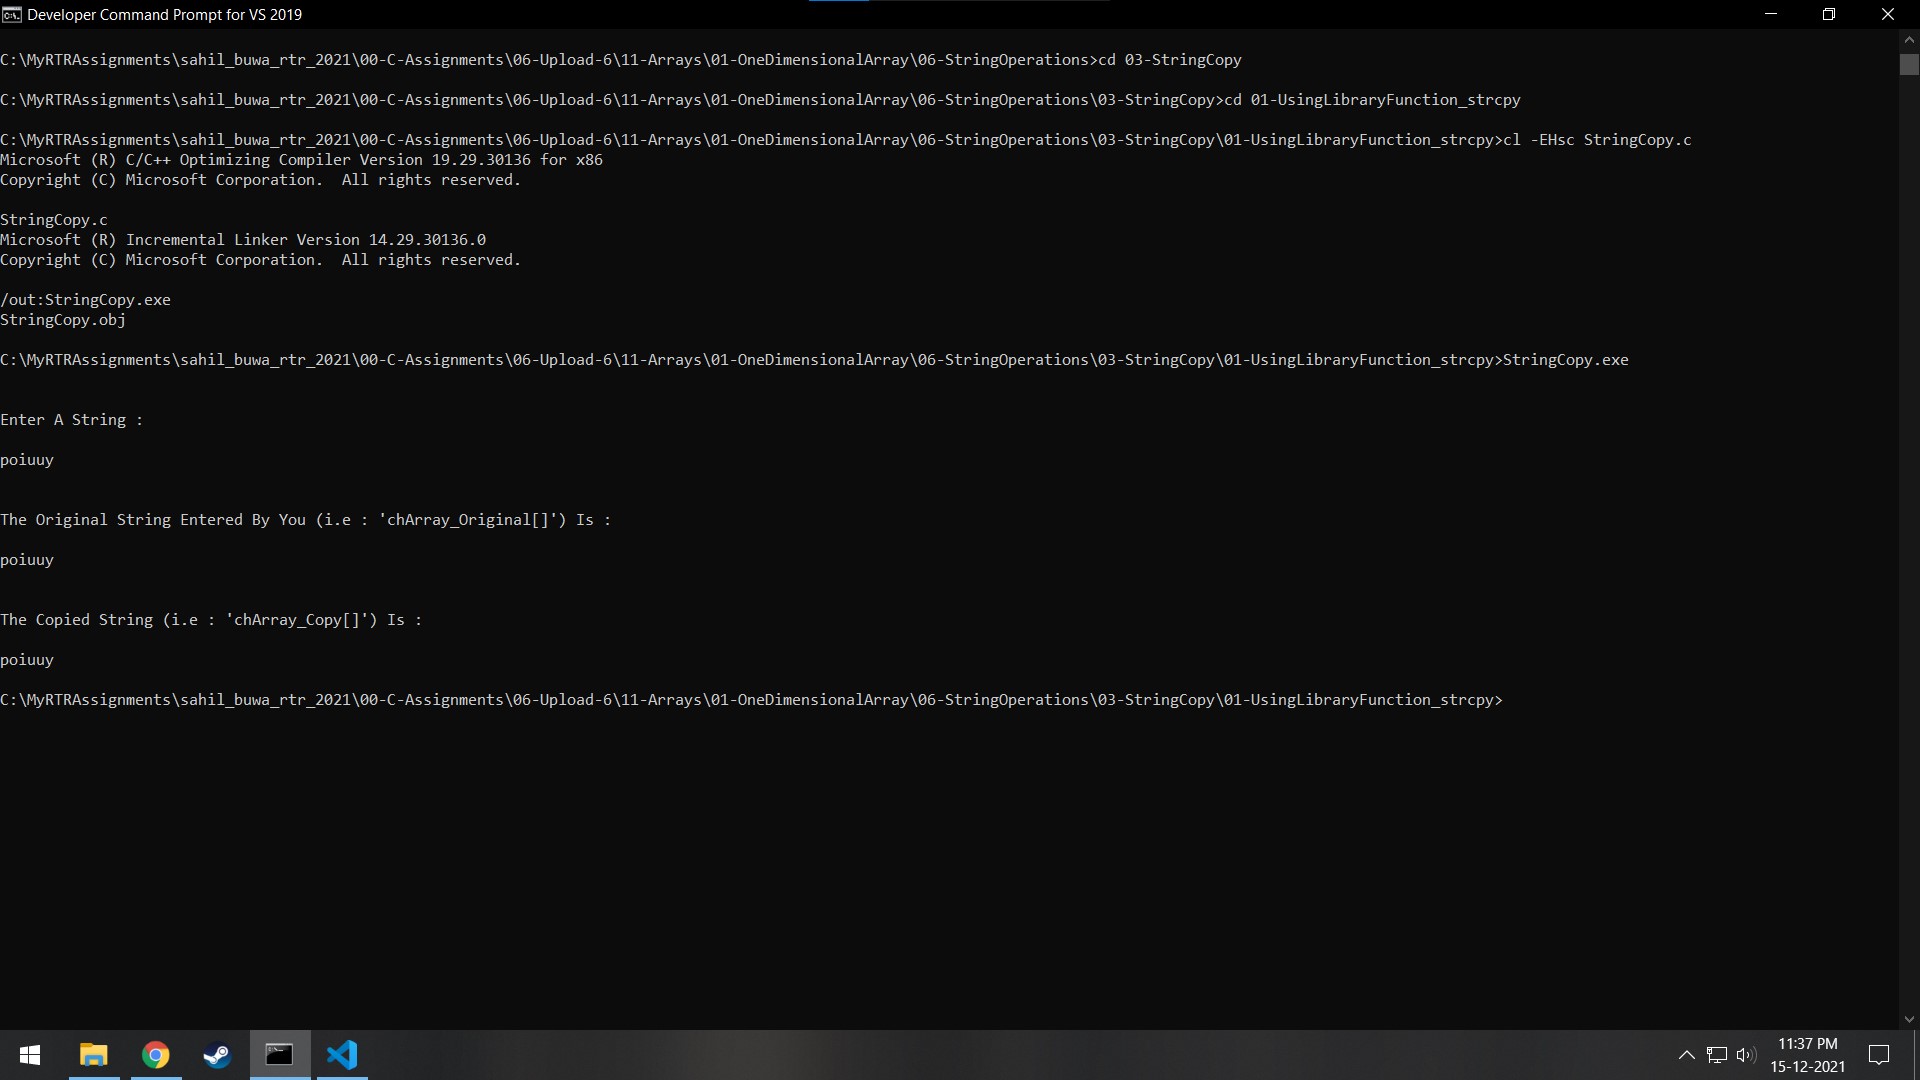 Developer Command Prompt for VS 2019
C:\MyRTRAssignments\sahil_buwa_rtr_2021\00-C-Assignments\06-Upload-6\11-Arrays\01-OneDimensionalArray\06-StringOperations>cd 03-StringCopy
C:\MyRTRAssignments\sahil_buwa_rtr_2021\00-C-Assignments\06-Upload-6\11-Arrays\01-OneDimensionalArray\06-StringOperations\03-StringCopy>cd 01-UsingLibraryFunction_strcpy
C:\MyRTRAssignments\sahil_buwa_rtr_2021\00-C-Assignments\06-Upload-6\11-Arrays\01-OneDimensionalArray\06-StringOperations\03-StringCopy\01-UsingLibraryFunction_strcpy>cl -EHsc StringCopy.c
Microsoft (R) C/C++ Optimizing Compiler Version 19.29.30136 for x86
Copyright (C) Microsoft Corporation.  All rights reserved.
StringCopy.c
Microsoft (R) Incremental Linker Version 14.29.30136.0
Copyright (C) Microsoft Corporation.  All rights reserved.
/out:StringCopy.exe
StringCopy.obj
C:\MyRTRAssignments\sahil_buwa_rtr_2021\00-C-Assignments\06-Upload-6\11-Arrays\01-OneDimensionalArray\06-StringOperations\03-StringCopy\01-UsingLibraryFunction_strcpy>StringCopy.exe
Enter A String :
poiuuy
The Original String Entered By You (i.e : 'chArray_Original[]') Is :
poiuuy
The Copied String (i.e : 'chArray_Copy[]') Is :
poiuuy
C:\MyRTRAssignments\sahil_buwa_rtr_2021\00-C-Assignments\06-Upload-6\11-Arrays\01-OneDimensionalArray\06-StringOperations\03-StringCopy\01-UsingLibraryFunction_strcpy>
11:37 PM
15-12-2021